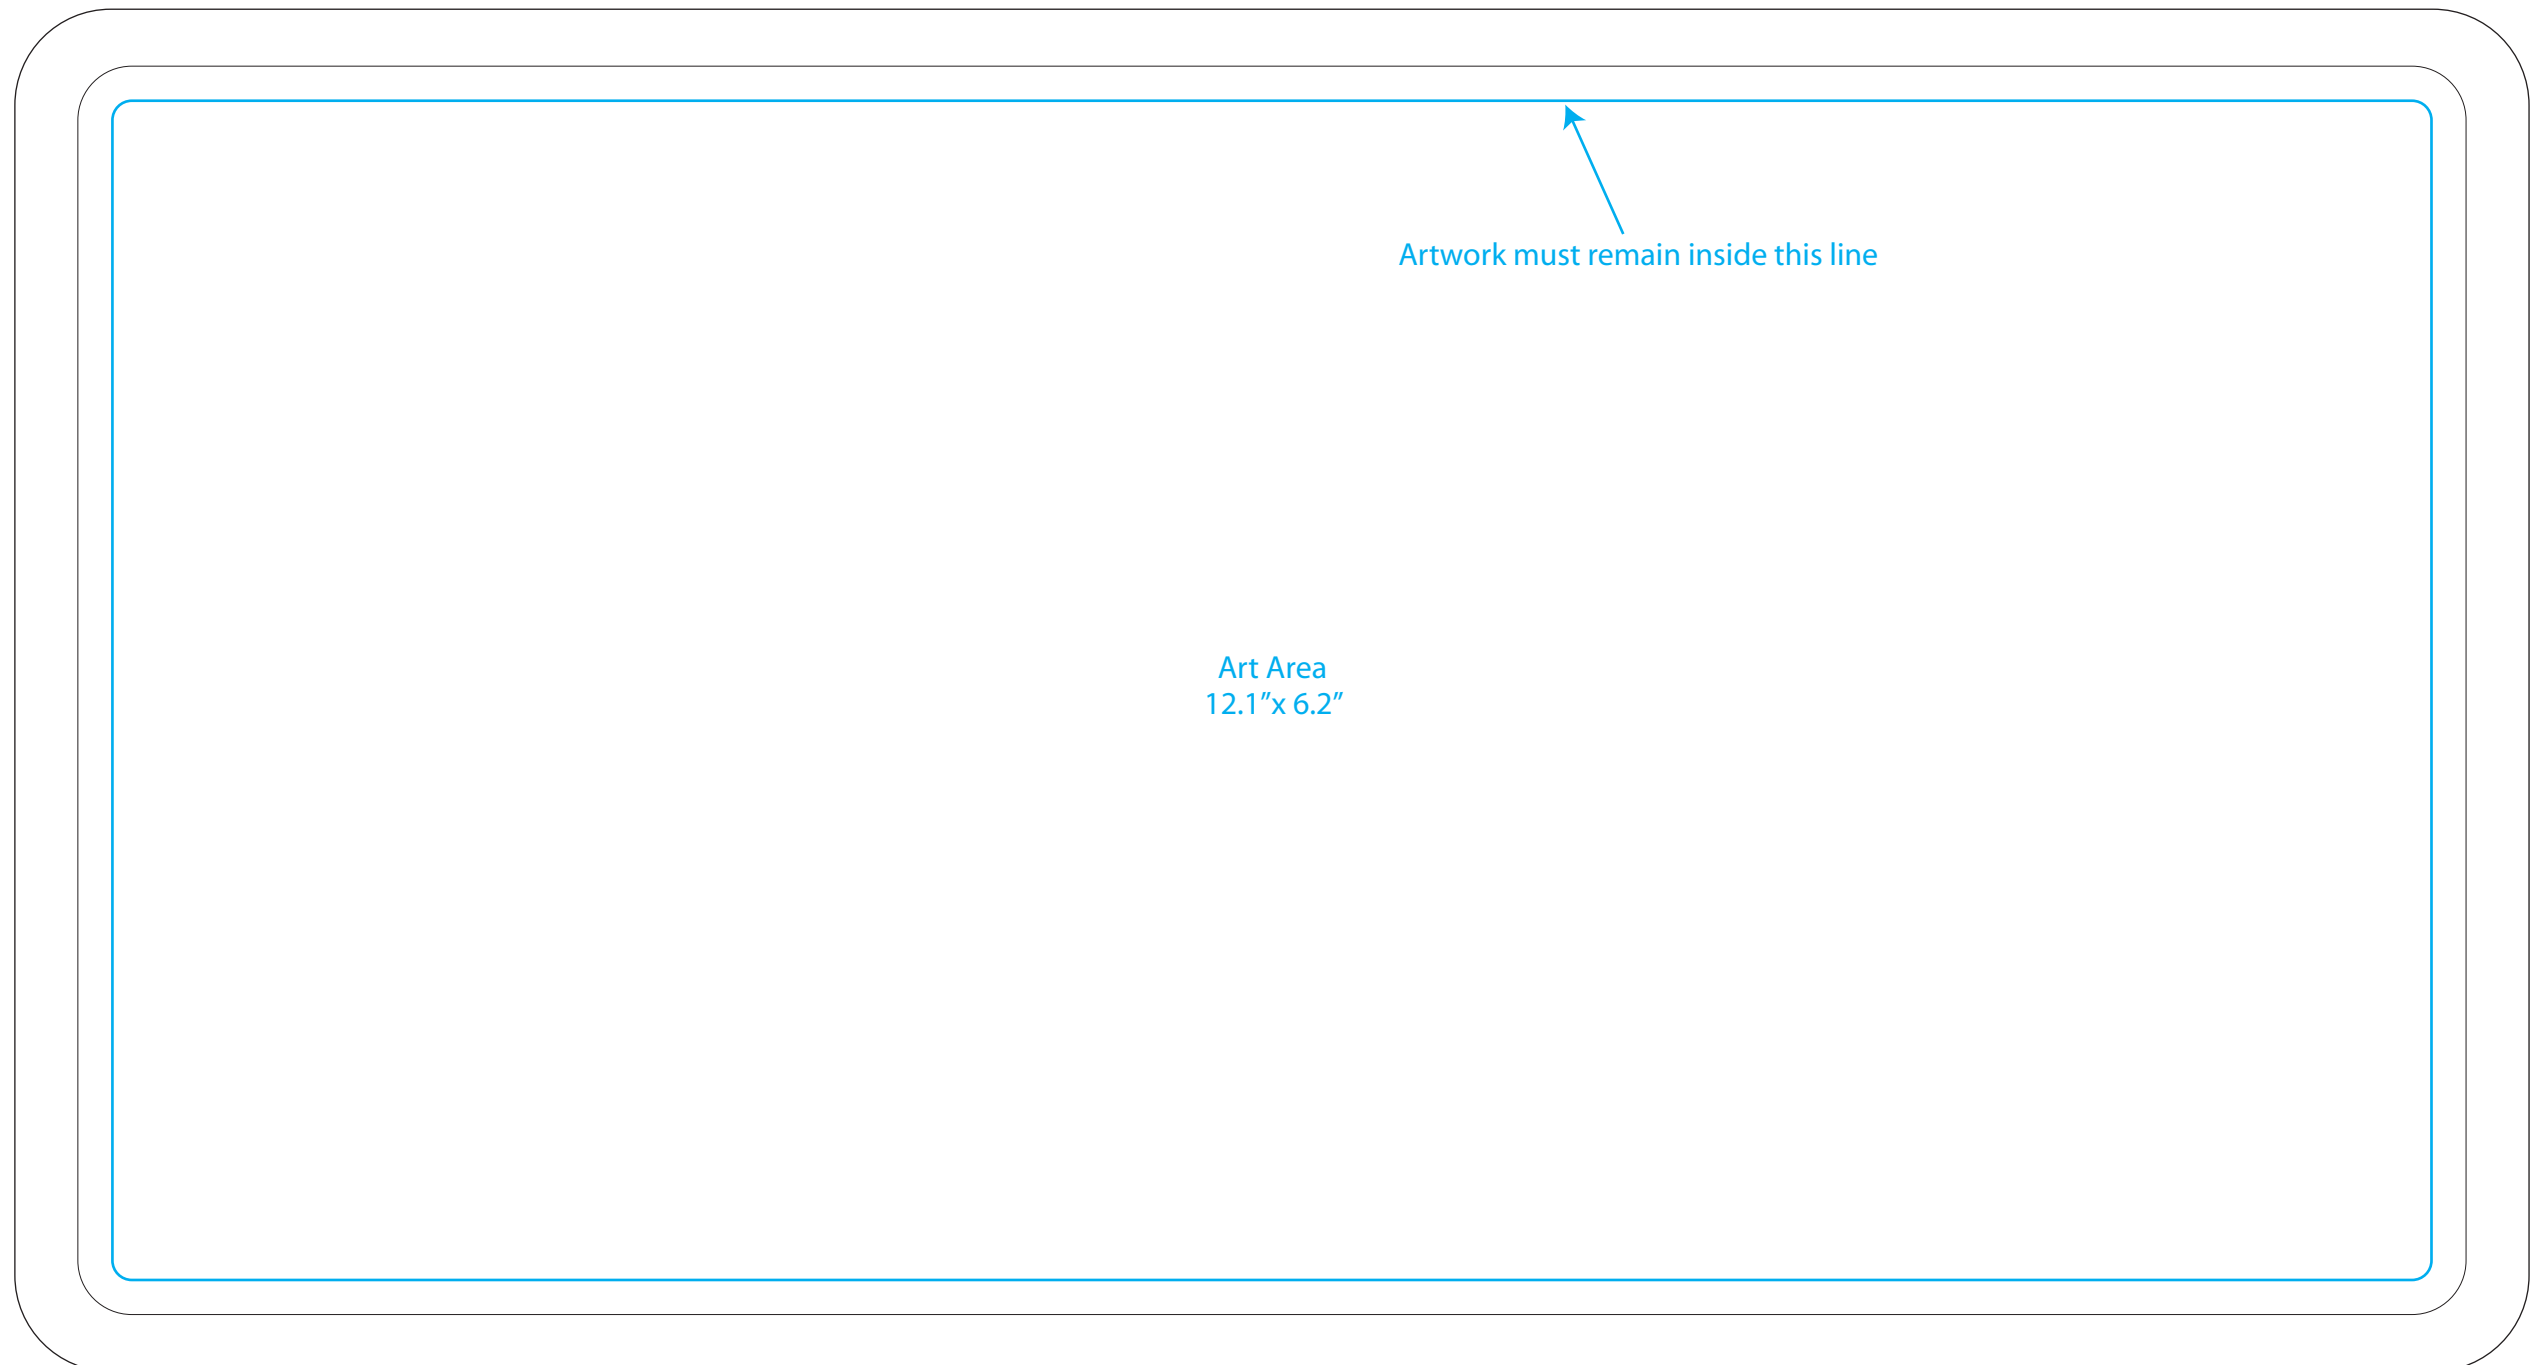 Artwork must remain inside this line
Art Area
12.1”x 6.2”